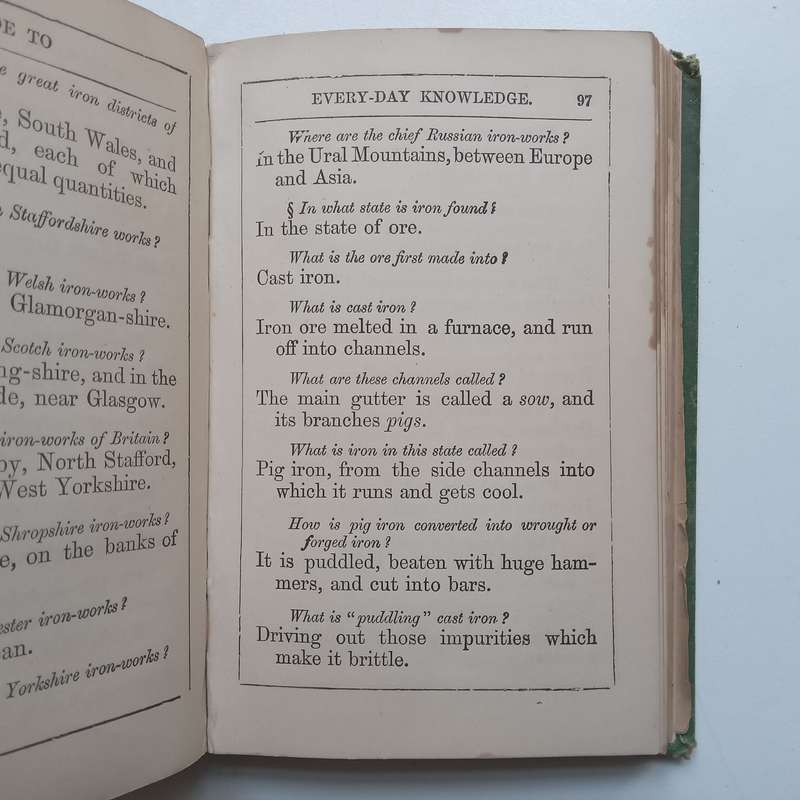 DE TO
great iron districts of
South Wales, and
each of which
equal quantities.
Staffordshire works?
Welsh iron-works?
Glamorgan-shire.
Scotch iron-works?
and in the
near Glasgow.
iron-works of Britain?
North Stafford,
West Yorkshire.
Shropshire iron-works?
on the banks of
iron-works?
Yorkshire iron-works?
EVERY-DAY KNOWLEDGE. 97
Where are the chief Russian iron-works?
In the Ural Mountains, between Europe
and Asia.
§ In what state is iron found?
In the state of ore.
What is the ore first made into?
Cast iron.
What is cast iron?
Iron ore melted in a furnace, and run
off into channels.
What are these channels called?
The main gutter is called a sow, and
its branches pigs.
What is iron in this state called?
Pig iron, from the side channels into
which it runs and gets cool.
How is pig iron converted into wrought or
forged iron?
It is puddled, beaten with huge ham-
mers, and cut into bars.
What is "puddling" cast iron?
Driving out those impurities which
make it brittle.